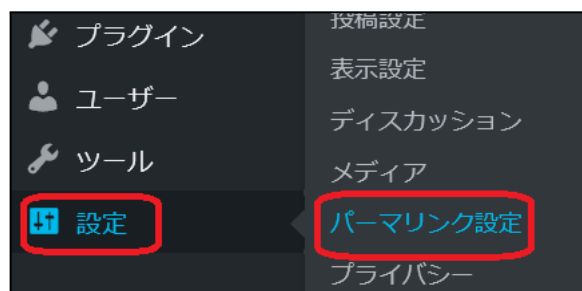 プラグイン
ユーザー
ツール
設定
投稿設定
表示設定
ディスカッション
メディア
パーマリンク設定
プライバシー